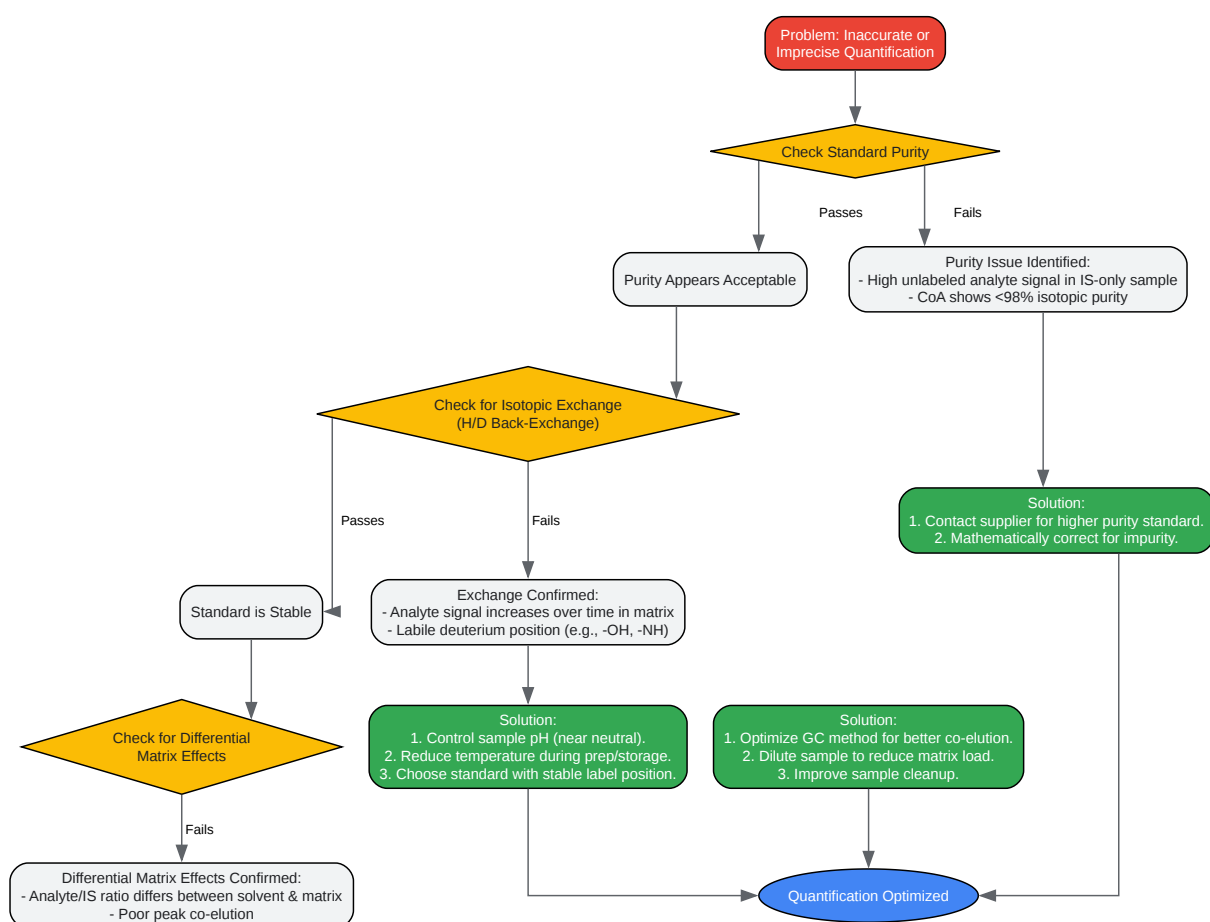 Problem: Inaccurate or
Imprecise Quantification
Check Standard Purity
Passes
Fails
Purity Appears Acceptable
Purity Issue Identified:
- High unlabeled analyte signal in IS-only sample
- CoA shows <98% isotopic purity
Check for Isotopic Exchange
(H/D Back-Exchange)
Passes
Fails
Solution:
1. Contact supplier for higher purity standard.
2. Mathematically correct for impurity.
Standard is Stable
Exchange Confirmed:
- Analyte signal increases over time in matrix
- Labile deuterium position (e.g., -OH, -NH)
Check for Differential
Matrix Effects
Solution:
1. Control sample pH (near neutral).
2. Reduce temperature during prep/storage.
3. Choose standard with stable label position.
Solution:
1. Optimize GC method for better co-elution.
2. Dilute sample to reduce matrix load.
3. Improve sample cleanup.
Fails
Differential Matrix Effects Confirmed:
- Analyte/IS ratio differs between solvent & matrix
- Poor peak co-elution
Quantification Optimized